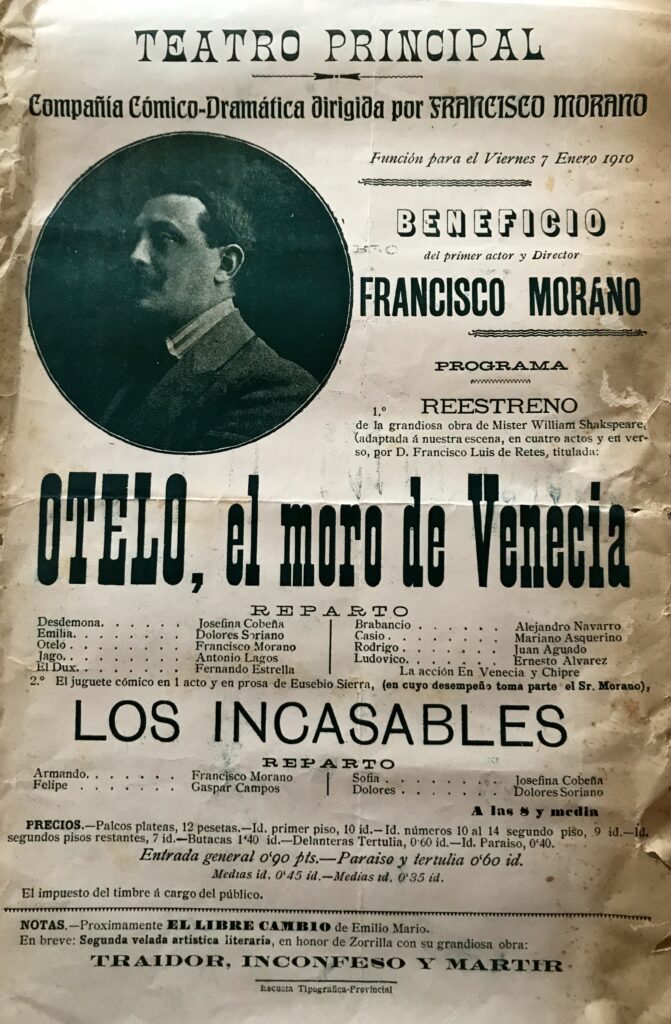 TEATRO PRINCIPAL
Compañía Cómico-Dramática dirigida por FRANCISCO MORANO
Función para el Viernes 7 Enero 1910
BENEFICIO
del primer actor y Director
FRANCISCO MORANO
PROGRAMA
1.º REESTRENO
de la grandiosa obra de Mister William Shakspeare,
(adaptada á nuestra escena, en cuatro actos y en ver-
so, por D. Francisco Luis de Retes, titulada:
OTELO, el moro de Venecia
REPARTO
Desdemona. . . . . . Josefina Cobeña
Emilia. . . . . . . . Dolores Soriano
Otelo . . . . . . . . Francisco Morano
Jago. . . . . . . . . Antonio Lagos
El Dux. . . . . . . . Fernando Estrella
Brabancio . . . . . . Alejandro Navarro
Casio . . . . . . . . Mariano Asquerino
Rodrigo . . . . . . . Juan Aguado
Ludovico. . . . . . . Ernesto Alvarez
La acción En Venecia y Chipre
2.º El juguete cómico en 1 acto y en prosa de Eusebio Sierra, (en cuyo desempeño toma parte el Sr. Morano),
LOS INCASABLES
REPARTO
Armando. . . . . . . Francisco Morano
Felipe . . . . . . . Gaspar Campos
Sofia . . . . . . . . Josefina Cobeña
Dolores . . . . . . . Dolores Soriano
A las 8 y media
PRECIOS.—Palcos plateas, 12 pesetas.—Id. primer piso, 10 id.—Id. números 10 al 14 segundo piso, 9 id.—Id.
segundos pisos restantes, 7 id.—Butacas 1'40 id.—Delanteras Tertulia, 0'60 id.—Id. Paraiso, 0'40.
Entrada general 0'90 pts.—Paraiso y tertulia 0'60 id.
Medias id. 0'45 id.—Medias id. 0'35 id.
El impuesto del timbre á cargo del público.
NOTAS.—Proximamente EL LIBRE CAMBIO de Emilio Mario.
En breve: Segunda velada artistica literaria, en honor de Zorrilla con su grandiosa obra:
TRAIDOR, INCONFESO Y MARTIR
Escuela Tipografica-Provincial